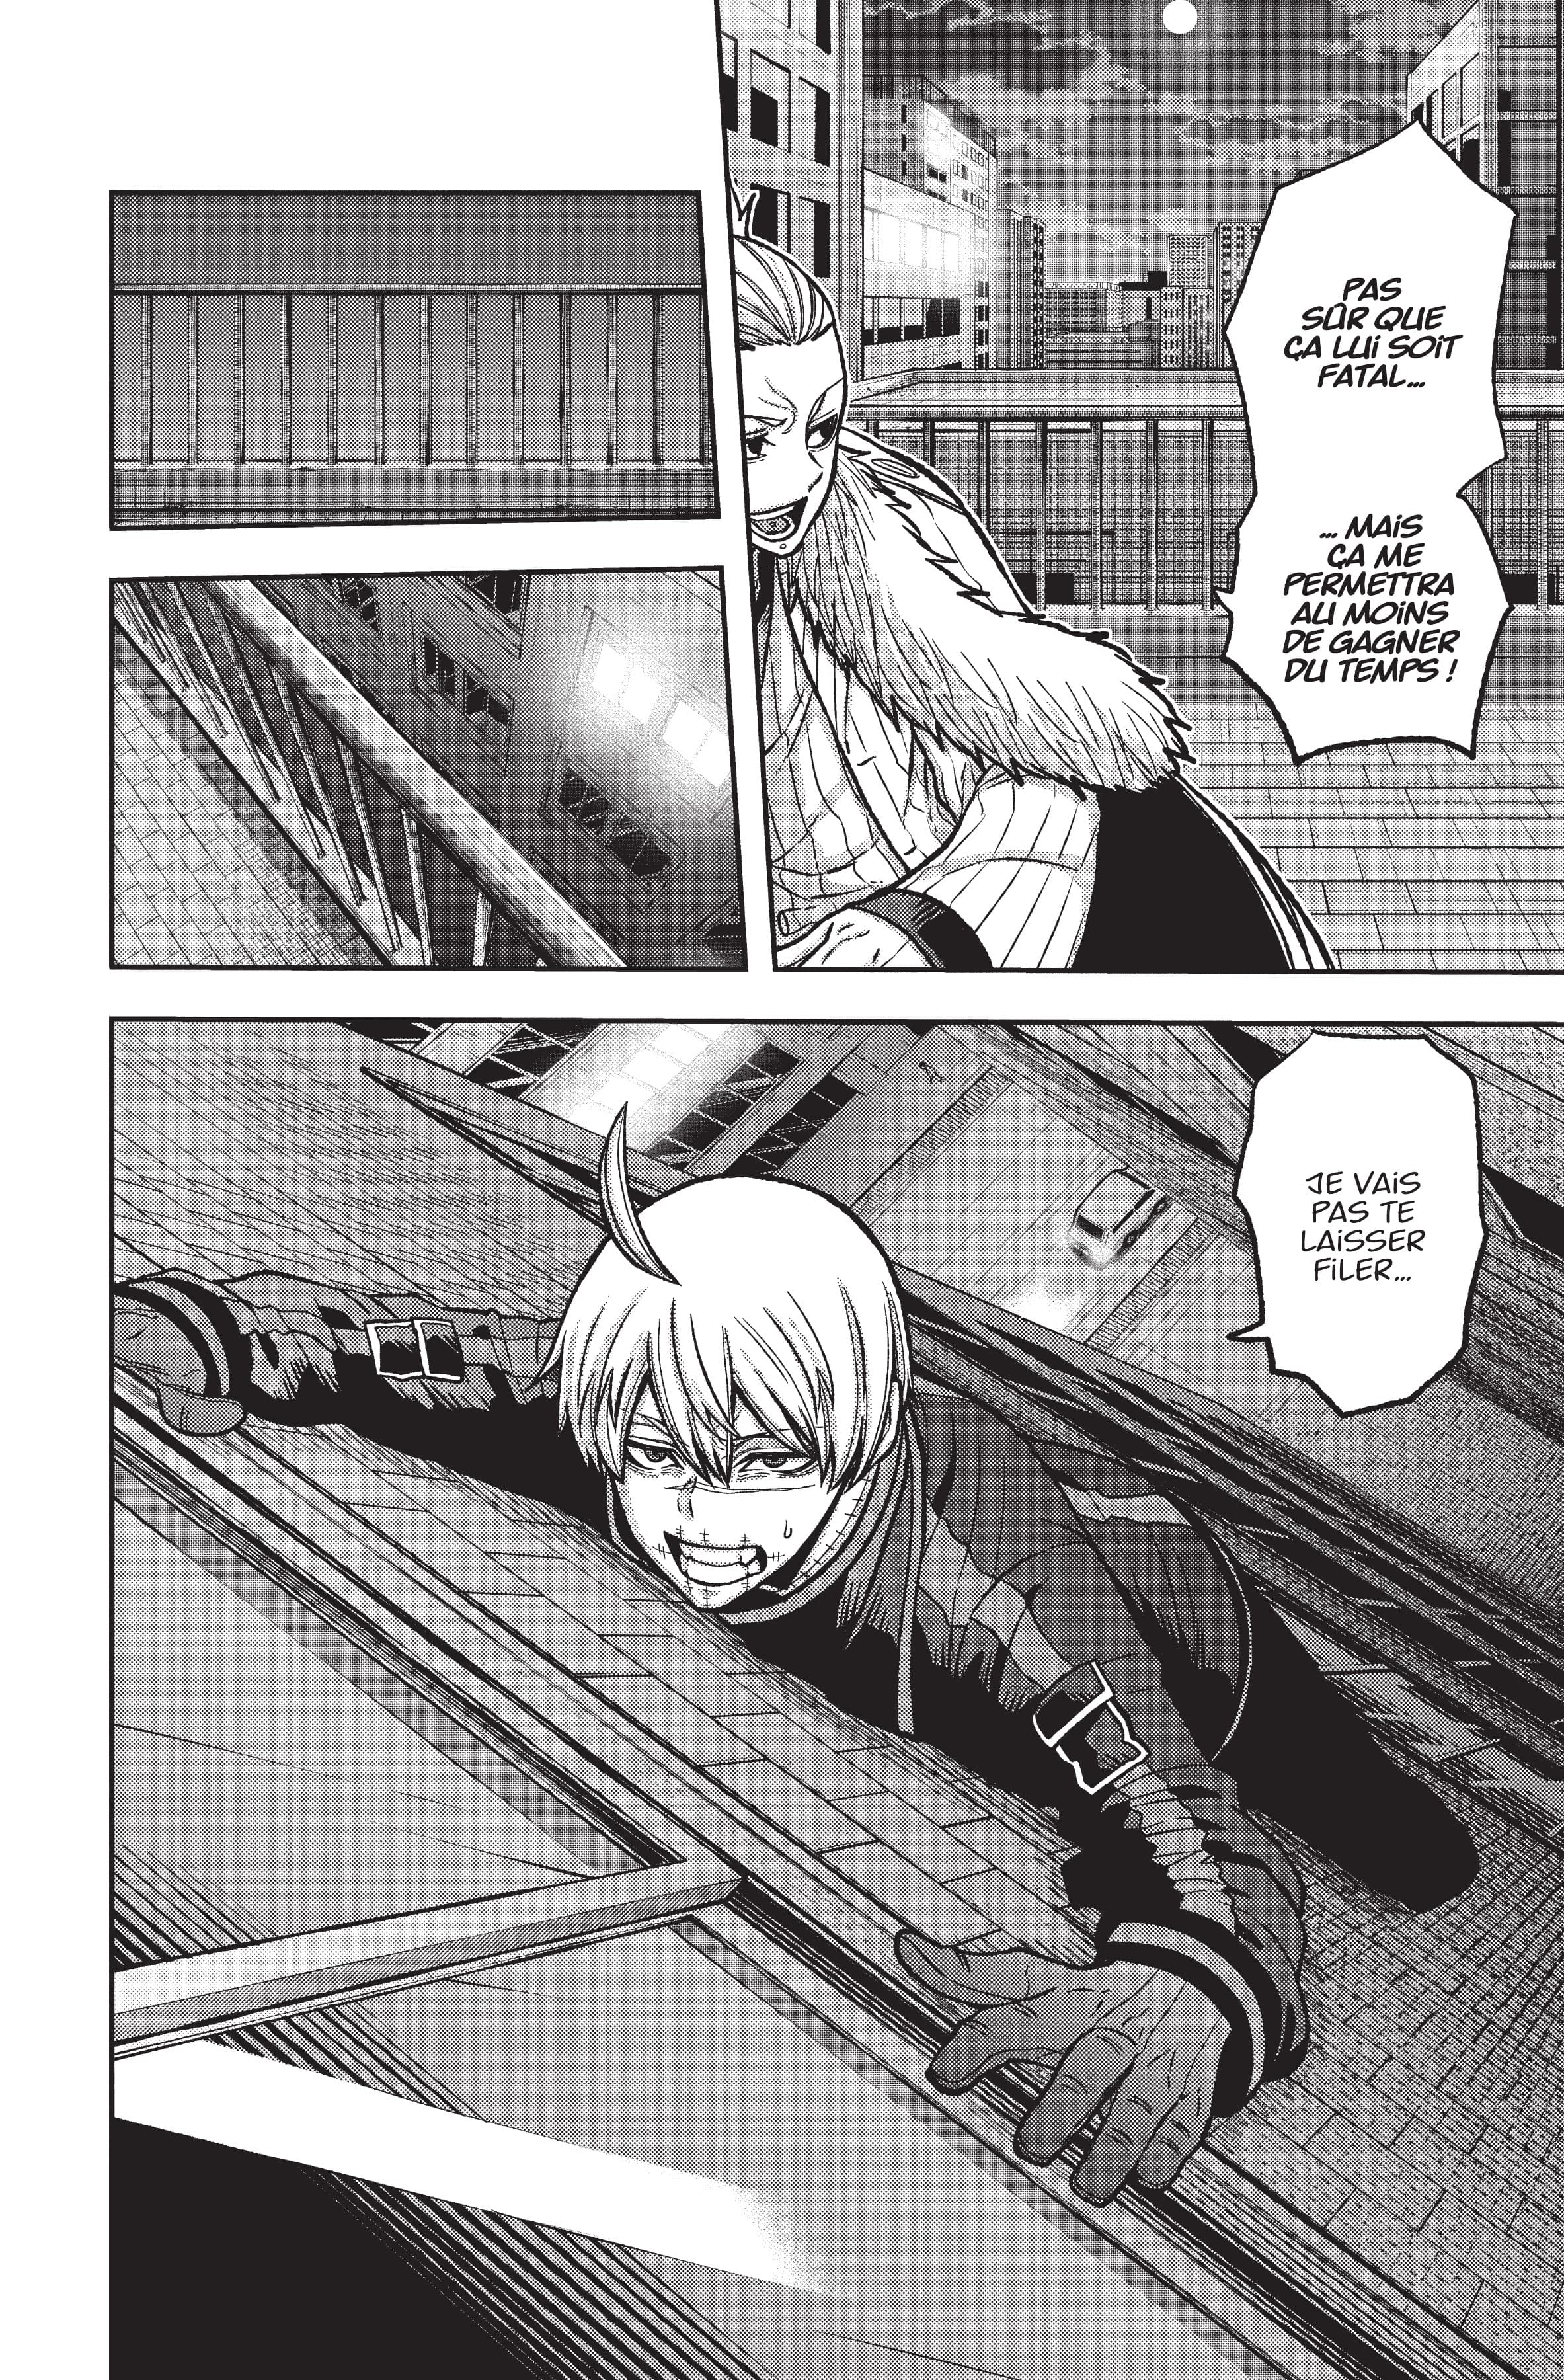 PAS
SÛR QUE
ÇA LUI SOIT
FATAL...
... MAIS
ÇA ME
PERMETTRA
AU MOINS
DE GAGNER
DU TEMPS !
JE VAIS
PAS TE
LAISSER
FILER...